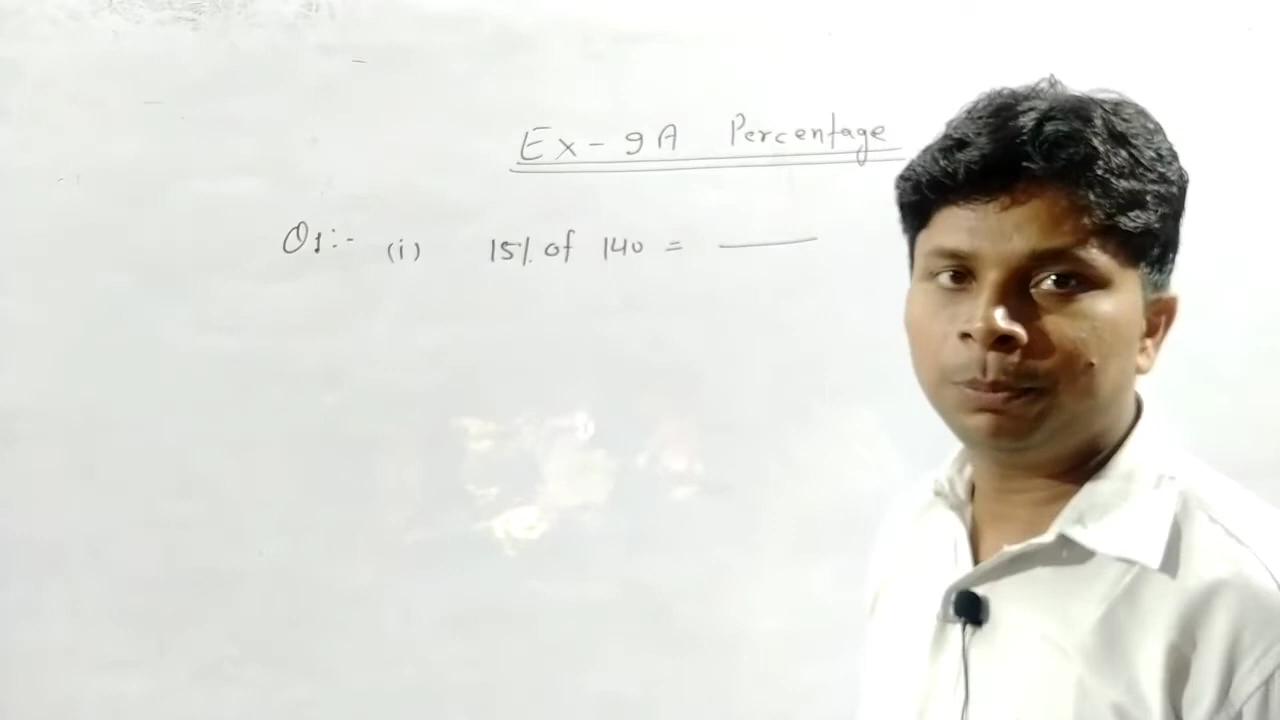 Ex - 9A Percentage
Q1:- (i) 15% of 140 = ____